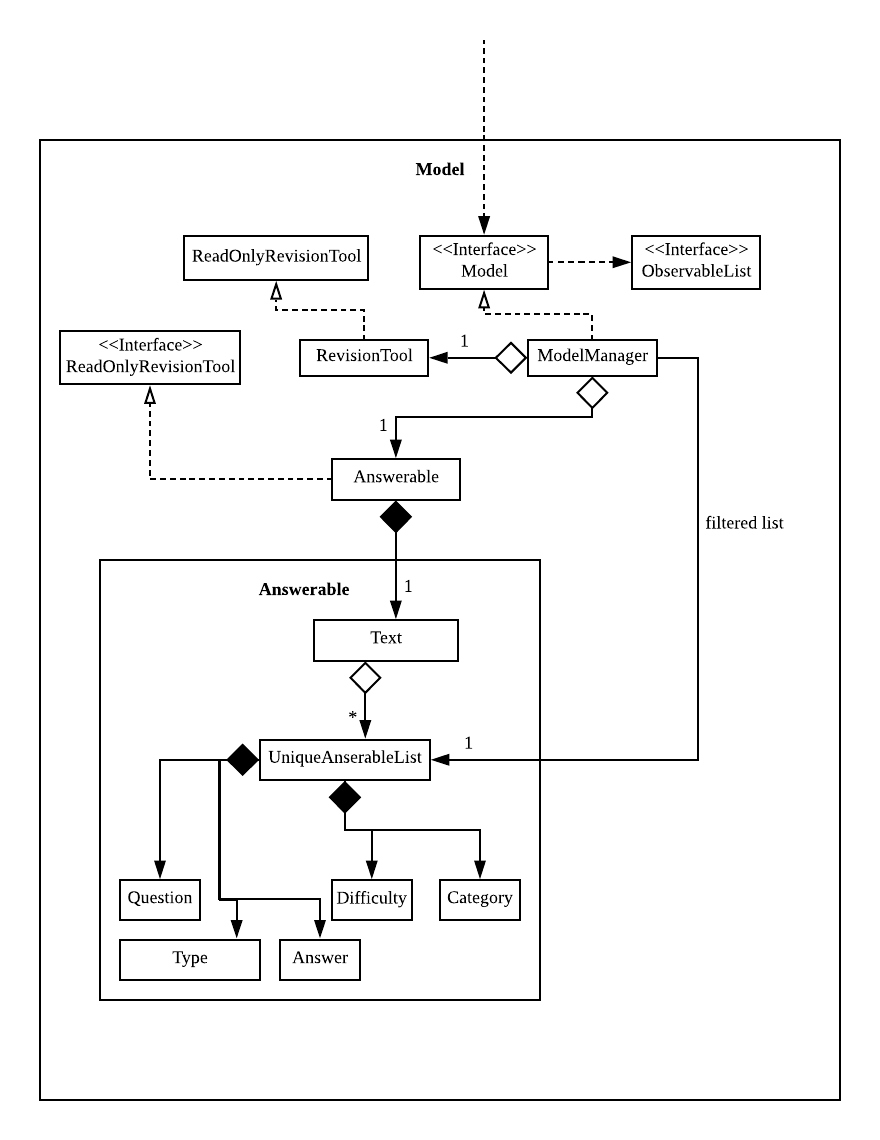 Model
ReadOnlyRevisionTool
<<Interface>>
Model
<<Interface>>
ObservableList
<<Interface>>
ReadOnlyRevisionTool
RevisionTool
1
ModelManager
1
Answerable
filtered list
Answerable
1
Text
*
UniqueAnserableList
1
Question
Difficulty
Category
Type
Answer